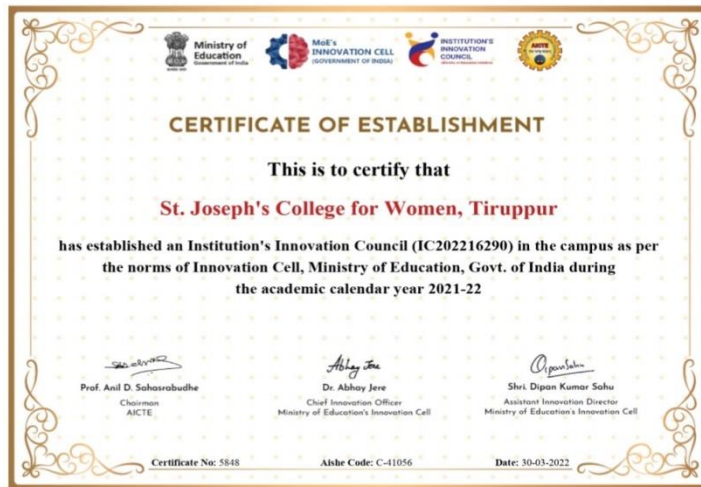 Ministry of
Education
Government of India
MoE's
INNOVATION CELL
(GOVERNMENT OF INDIA)
INSTITUTION'S
INNOVATION
COUNCIL
AICTE
CERTIFICATE OF ESTABLISHMENT
This is to certify that
St. Joseph's College for Women, Tiruppur
has established an Institution's Innovation Council (IC202216290) in the campus as per
the norms of Innovation Cell, Ministry of Education, Govt. of India during
the academic calendar year 2021-22
Abhay Jere
Prof. Anil D. Sahasrabudhe
Dr. Abhay Jere
Shri. Dipan Kumar Sahu
Chairman
Chief Innovation Officer
Assistant Innovation Director
AICTE
Ministry of Education's Innovation Cell
Ministry of Education's Innovation Cell
Certificate No: 5848
Aishe Code: C-41056
Date: 30-03-2022